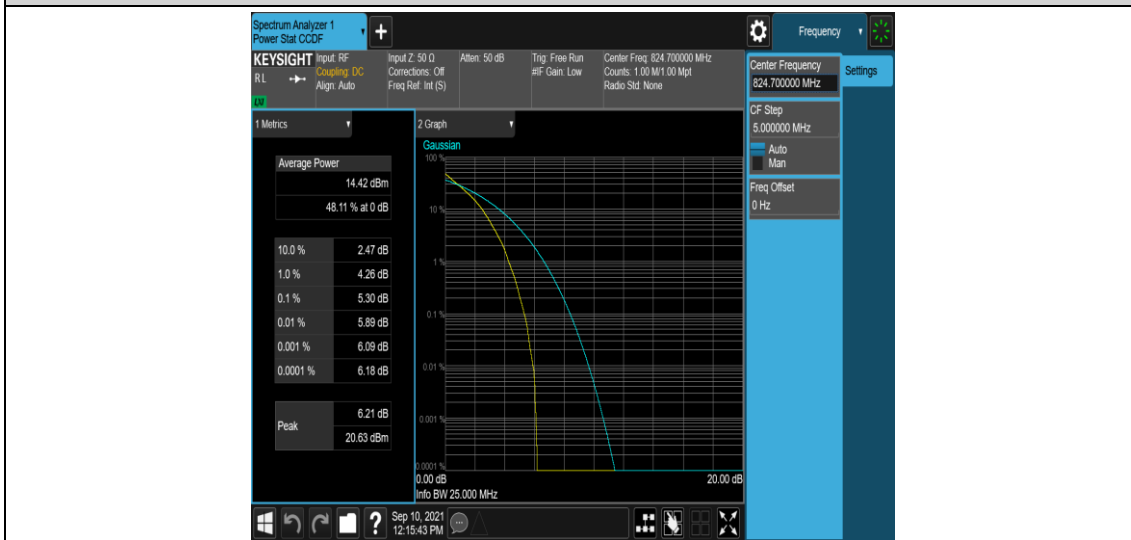 Spectrum Analyzer 1
Power Stat CCDF
+
Frequency
KEYSIGHT
RL
Input: RF
Coupling: DC
Align: Auto
Input Z: 50 Ω
Corrections: Off
Freq Ref: Int (S)
Atten: 50 dB
Trig: Free Run
#IF Gain: Low
Center Freq: 824.700000 MHz
Counts: 1.00 M/1.00 Mpt
Radio Std: None
Center Frequency
824.700000 MHz
Settings
CF Step
5.000000 MHz
Auto
Man
Freq Offset
0 Hz
1 Metrics
Average Power
14.42 dBm
48.11 % at 0 dB
10.0 % 2.47 dB
1.0 % 4.26 dB
0.1 % 5.30 dB
0.01 % 5.89 dB
0.001 % 6.09 dB
0.0001 % 6.18 dB
Peak
6.21 dB
20.63 dBm
2 Graph
Gaussian
100 %
10 %
1 %
0.1 %
0.01 %
0.001 %
0.0001 %
0.00 dB
20.00 dB
Info BW 25.000 MHz
?
Sep 10, 2021
12:15:43 PM